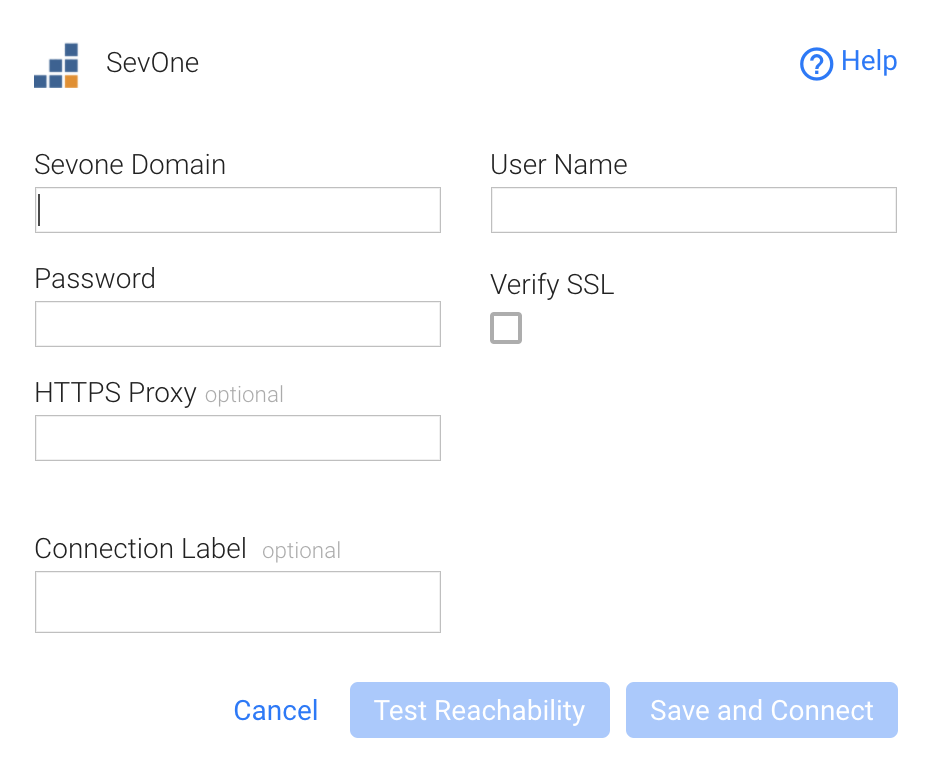 SevOne
Help
Sevone Domain
User Name
Password
Verify SSL
HTTPS Proxy optional
Connection Label optional
Cancel
Test Reachability
Save and Connect